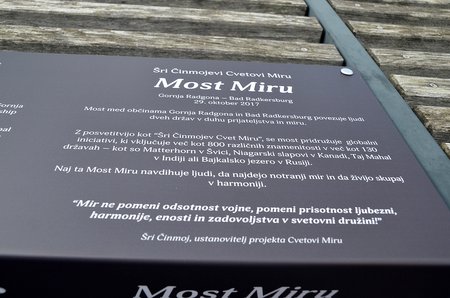 Šri Činmojevi Cvetovi Miru
Most Miru
Gornja Radgona – Bad Radkersburg
29. oktober 2017
Most med občinama Gornja Radgona in Bad Radkersburg povezuje ljudi
dveh držav v duhu prijateljstva in miru.
Z posvetitvijo kot "Šri Činmojev Cvet Miru", se most pridružuje globalni
iniciativi, ki vključuje več kot 800 različnih znamenitosti v več kot 130
državah – kot so Matterhorn v Švici, Niagarski slapovi v Kanadi, Taj Mahal
v Indiji ali Bajkalsko jezero v Rusiji.
Naj ta Most Miru navdihuje ljudi, da najdejo notranji mir in da živijo skupaj
v harmoniji.
"Mir ne pomeni odsotnost vojne, pomeni prisotnost ljubezni,
harmonije, enosti in zadovoljstva v svetovni družini!"
Šri Činmoj, ustanovitelj projekta Cvetovi Miru
Most Miru